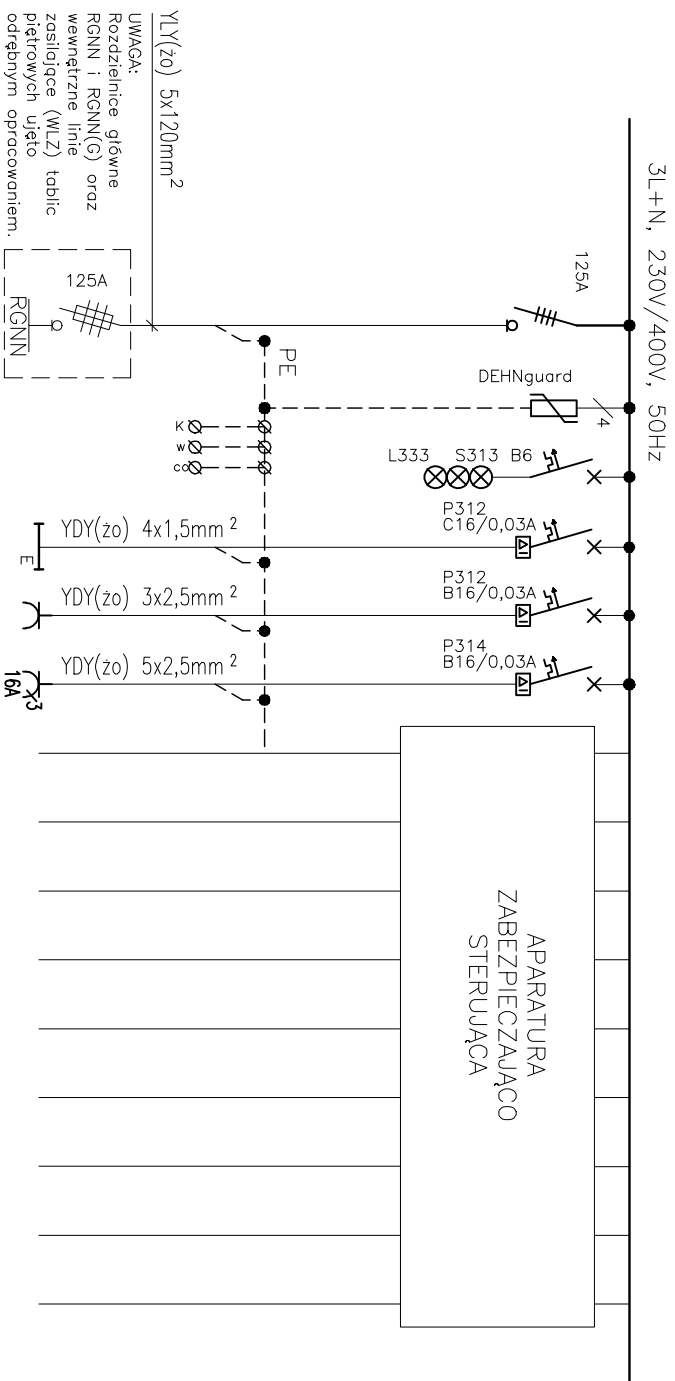 3L+N, 230V/400V, 50Hz
125A
DEHNguard
4
L333 S313 B6
P312
C16/0,03A
P312
B16/0,03A
P314
B16/0,03A
PE
K
w
co
YDY(żo) 4x1,5mm²
YDY(żo) 3x2,5mm²
YDY(żo) 5x2,5mm²
E
3
16A
APARATURA
ZABEZPIECZAJĄCO
STERUJĄCA
YLY(żo) 5x120mm²
125A
RGNN
UWAGA:
Rozdzielnice główne
RGNN i RGNN(G) oraz
wewnętrzne linie
zasilające (WLZ) tablic
piętrowych ujęto
odrębnym opracowaniem.